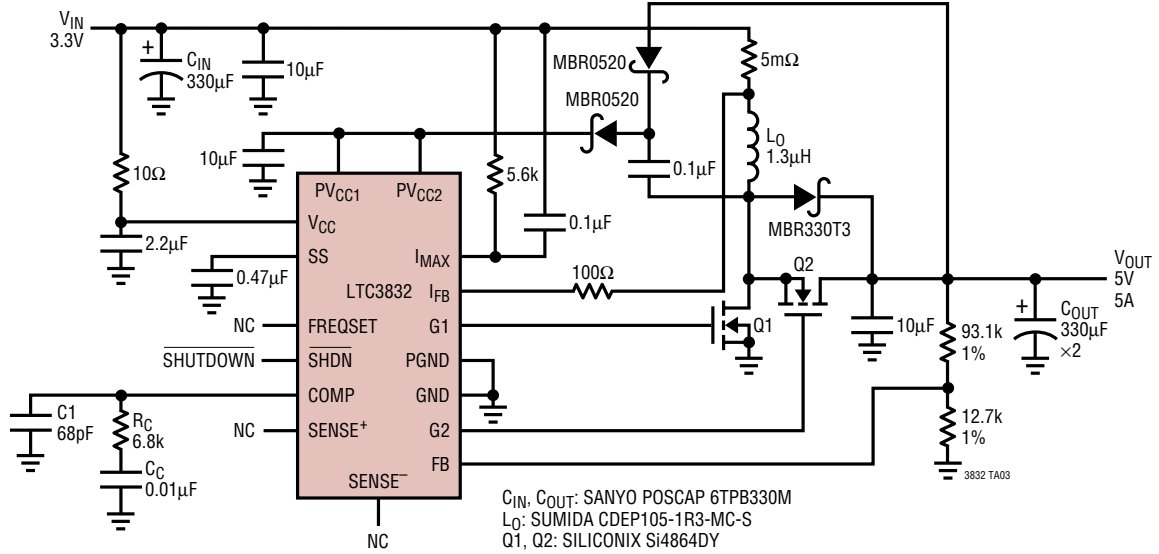 VIN
3.3V
+
CIN
330µF
10µF
MBR0520
MBR0520
5mΩ
LO
1.3µH
10Ω
10µF
5.6k
0.1µF
0.1µF
MBR330T3
PVCC1
PVCC2
VCC
2.2µF
SS
0.47µF
IMAX
LTC3832
IFB
100Ω
Q2
VOUT
5V
5A
NC
FREQSET
G1
Q1
10µF
93.1k
1%
+
COUT
330µF
×2
SHUTDOWN
SHDN
PGND
COMP
GND
C1
68pF
RC
6.8k
NC
SENSE+
G2
12.7k
1%
CC
0.01µF
FB
SENSE–
3832 TA03
NC
CIN, COUT: SANYO POSCAP 6TPB330M
LO: SUMIDA CDEP105-1R3-MC-S
Q1, Q2: SILICONIX Si4864DY